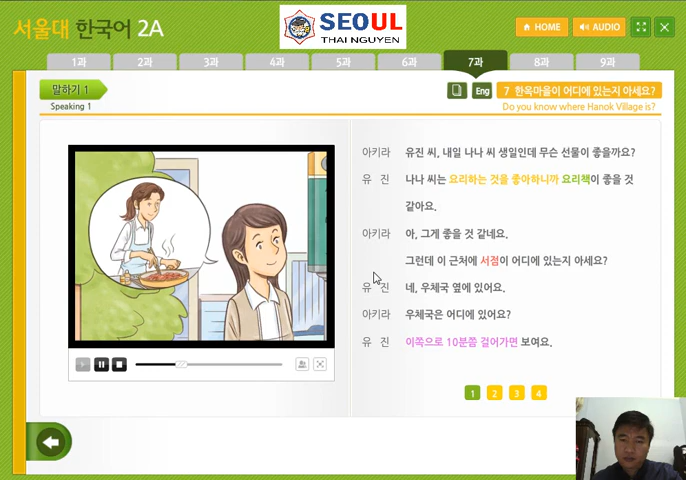 서울대 한국어 2A
SEOUL
THAI NGUYEN
HOME
AUDIO
1과
2과
3과
4과
5과
6과
7과
8과
9과
말하기 1
Speaking 1
Eng
7 한옥마을이 어디에 있는지 아세요?
Do you know where Hanok Village is?
아키라 유진 씨, 내일 나나 씨 생일인데 무슨 선물이 좋을까요?
유 진 나나 씨는 요리하는 것을 좋아하니까 요리책이 좋을 것
같아요.
아키라 아, 그게 좋을 것 같네요.
그런데 이 근처에 서점이 어디에 있는지 아세요?
유 진 네, 우체국 옆에 있어요.
아키라 우체국은 어디에 있어요?
유 진 이쪽으로 10분쯤 걸어가면 보여요.
1 2 3 4